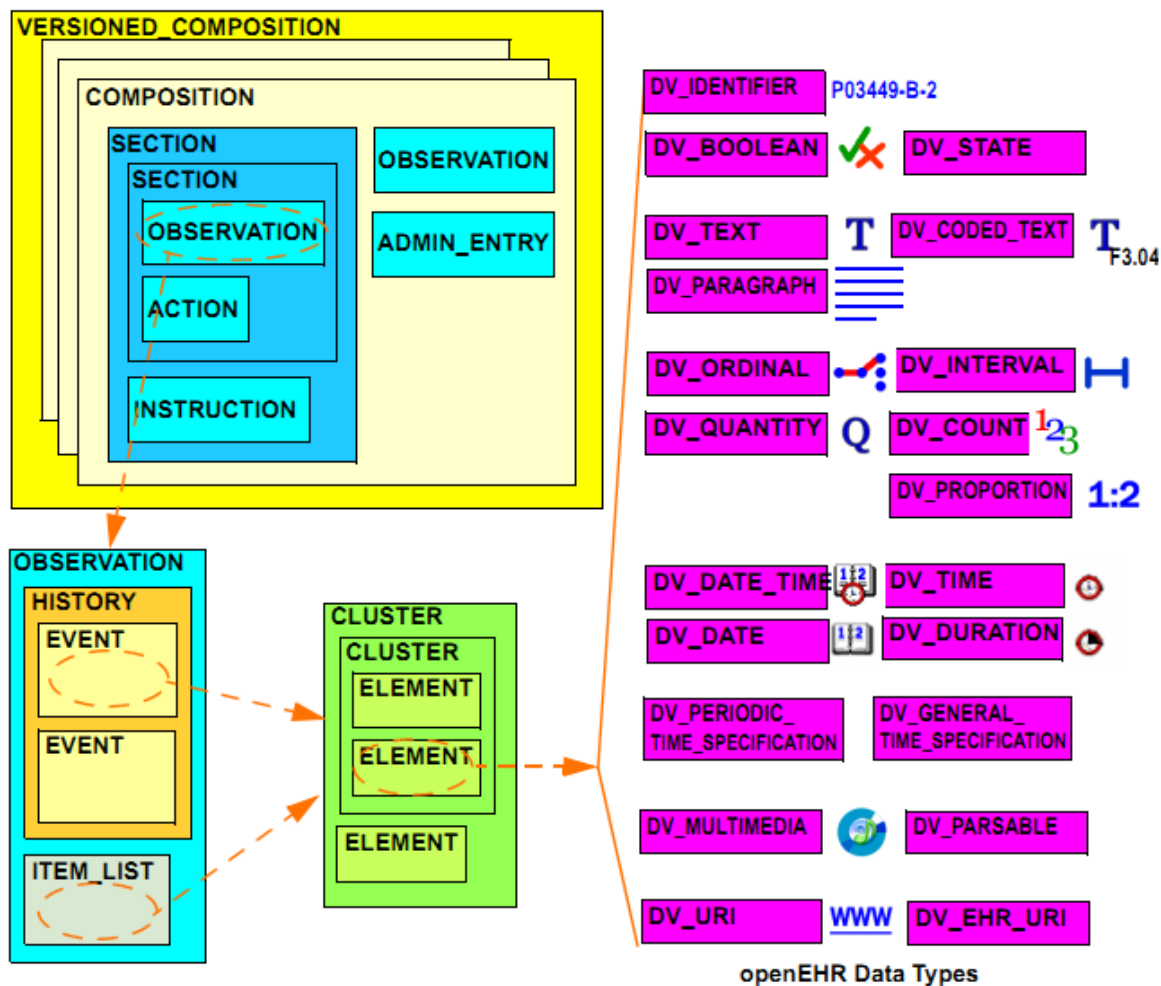 VERSIONED_COMPOSITION
COMPOSITION
SECTION
SECTION
OBSERVATION
ACTION
INSTRUCTION
OBSERVATION
ADMIN_ENTRY
OBSERVATION
HISTORY
EVENT
EVENT
ITEM_LIST
CLUSTER
CLUSTER
ELEMENT
ELEMENT
ELEMENT
DV_IDENTIFIER
P03449-B-2
DV_BOOLEAN
DV_STATE
DV_TEXT
T
DV_CODED_TEXT
T
F3.04
DV_PARAGRAPH
DV_ORDINAL
DV_INTERVAL
DV_QUANTITY
Q
DV_COUNT
123
DV_PROPORTION
1:2
DV_DATE_TIME
1 2
DV_TIME
DV_DATE
1 2
DV_DURATION
DV_PERIODIC_
TIME_SPECIFICATION
DV_GENERAL_
TIME_SPECIFICATION
DV_MULTIMEDIA
DV_PARSABLE
DV_URI
WWW
DV_EHR_URI
openEHR Data Types